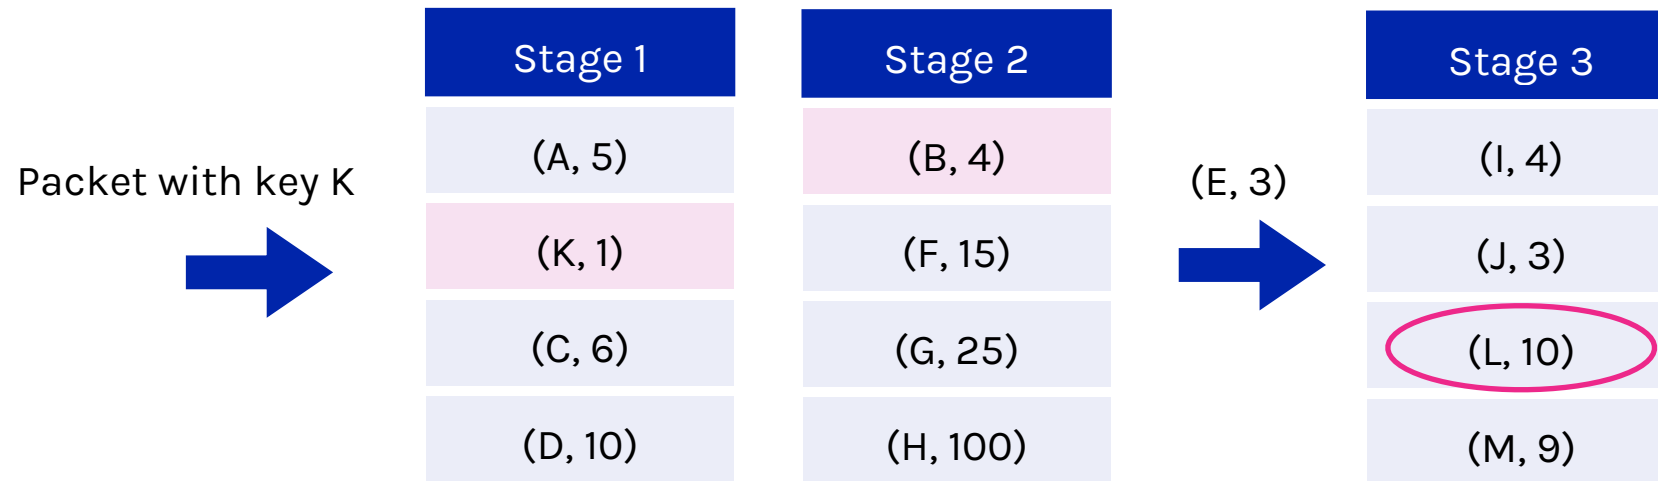 Stage 1
Stage 2
Stage 3
Packet with key K
(A, 5)
(B, 4)
(E, 3)
(I, 4)
(K, 1)
(F, 15)
(J, 3)
(C, 6)
(G, 25)
(L, 10)
(D, 10)
(H, 100)
(M, 9)